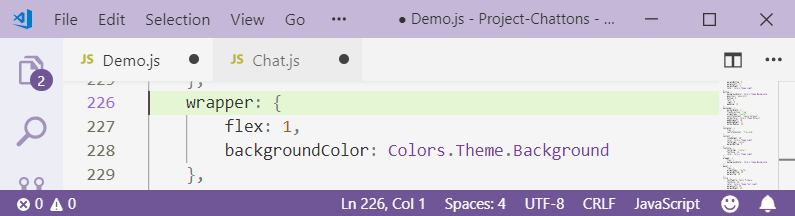 File Edit Selection View Go ... ● Demo.js - Project-Chattons - ...
JS Demo.js ● JS Chat.js ●
2
225 },
226 wrapper: {
227 flex: 1,
228 backgroundColor: Colors.Theme.Background
229 },
0 0 Ln 226, Col 1 Spaces: 4 UTF-8 CRLF JavaScript